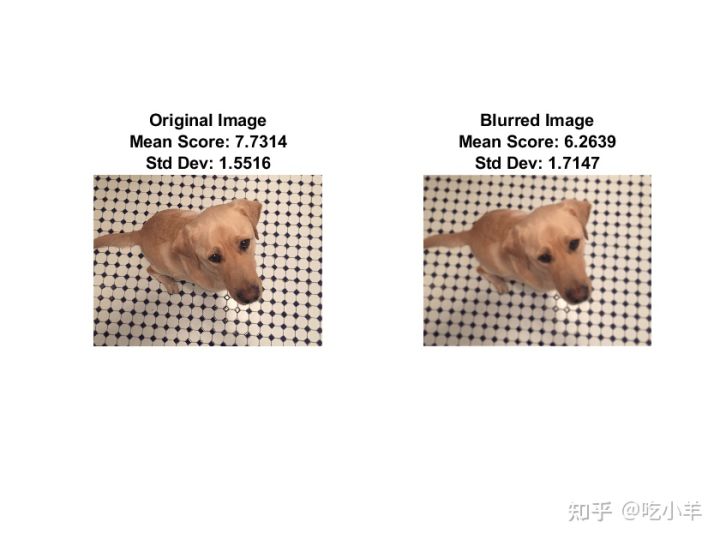 Original Image
Mean Score: 7.7314
Std Dev: 1.5516
Blurred Image
Mean Score: 6.2639
Std Dev: 1.7147
知乎 @吃小羊